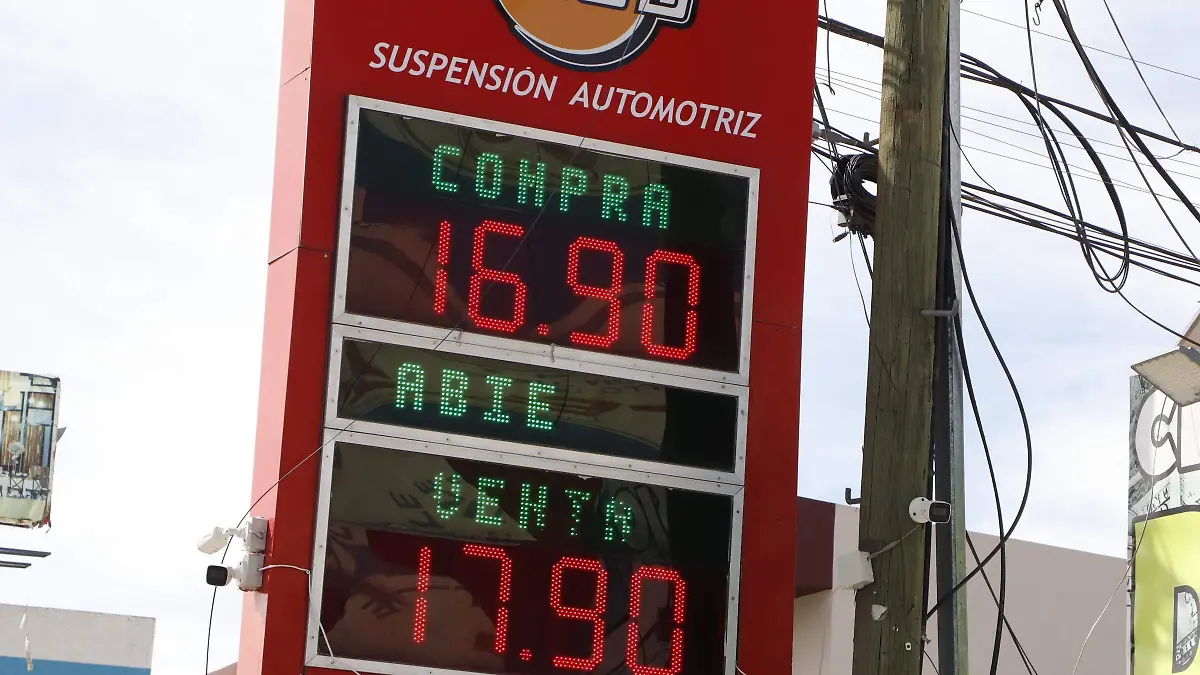 SUSPENSIÓN AUTOMOTRIZ
COMPRA
16.90
ABIE
VENTA
17.90